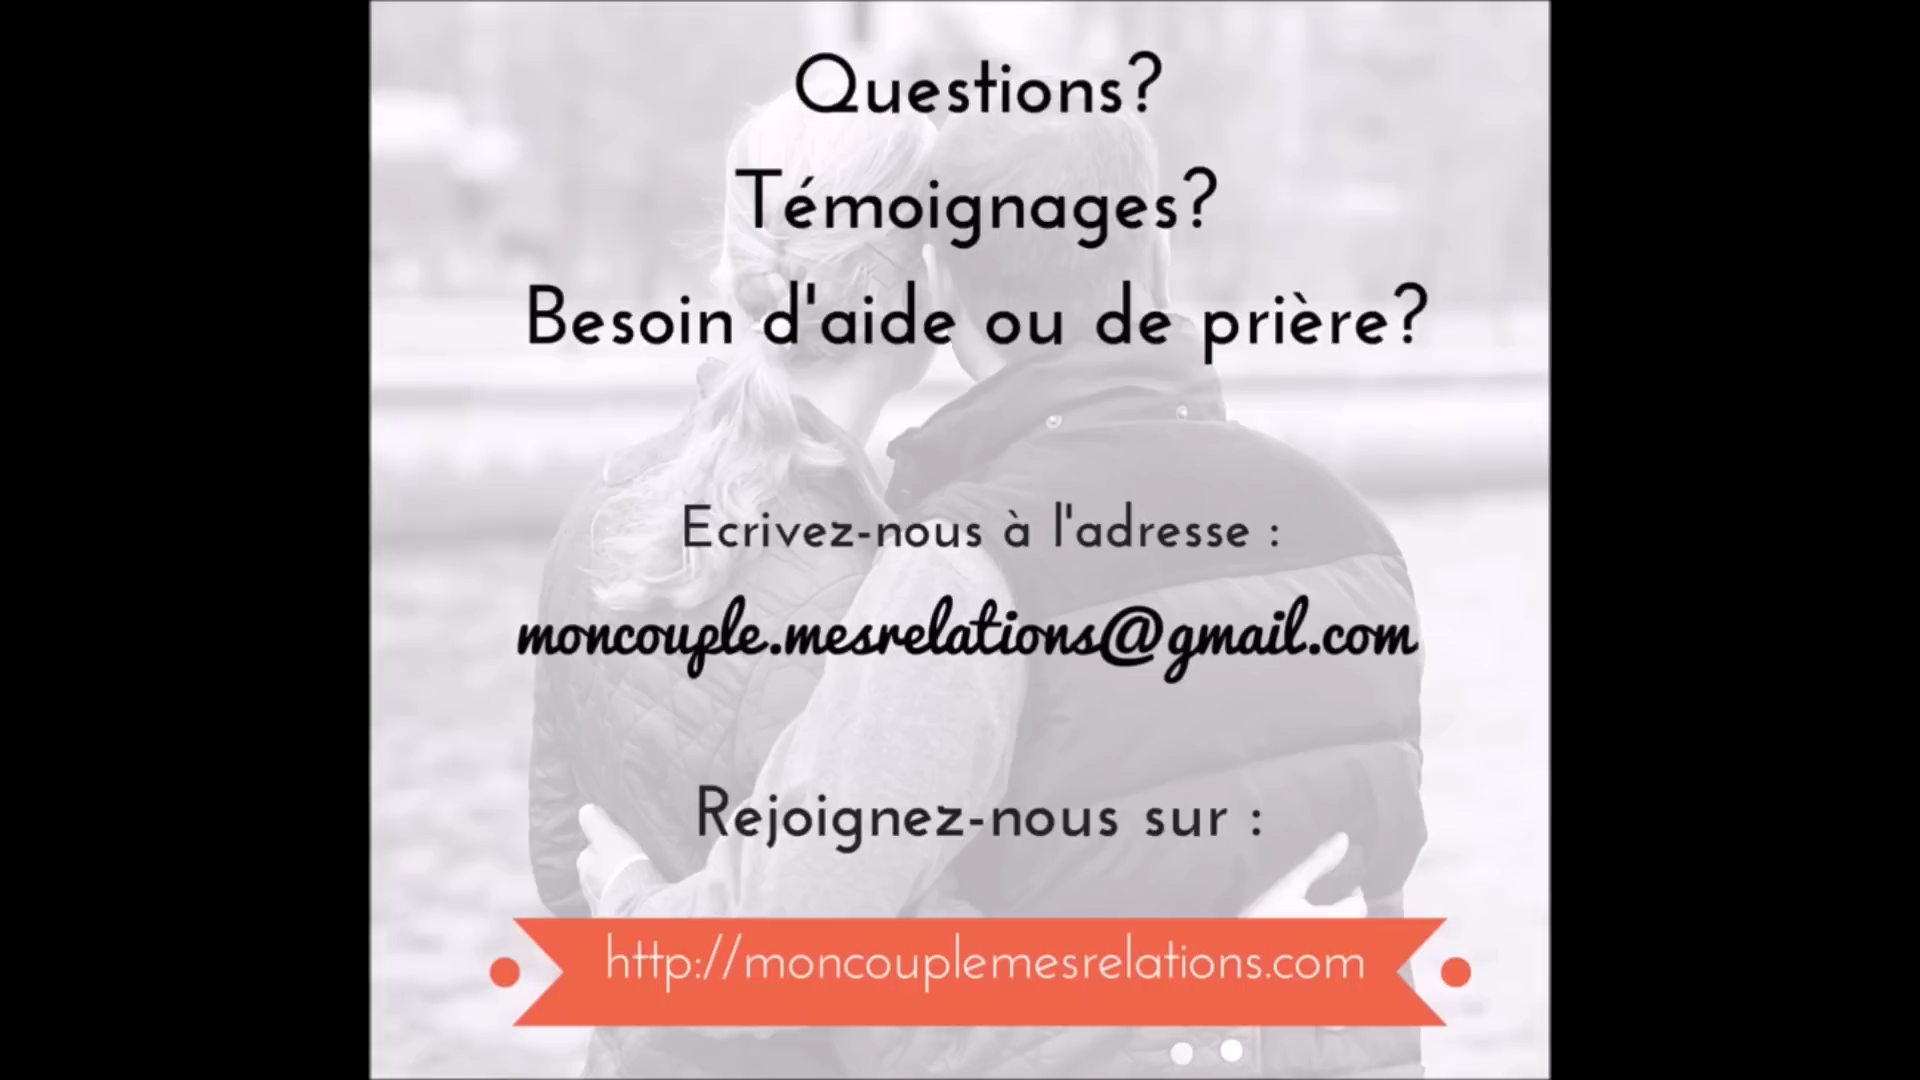 Questions?
Témoignages?
Besoin d'aide ou de prière?
Ecrivez-nous à l'adresse :
moncouple.mesrelations@gmail.com
Rejoignez-nous sur :
http://moncouplemesrelations.com